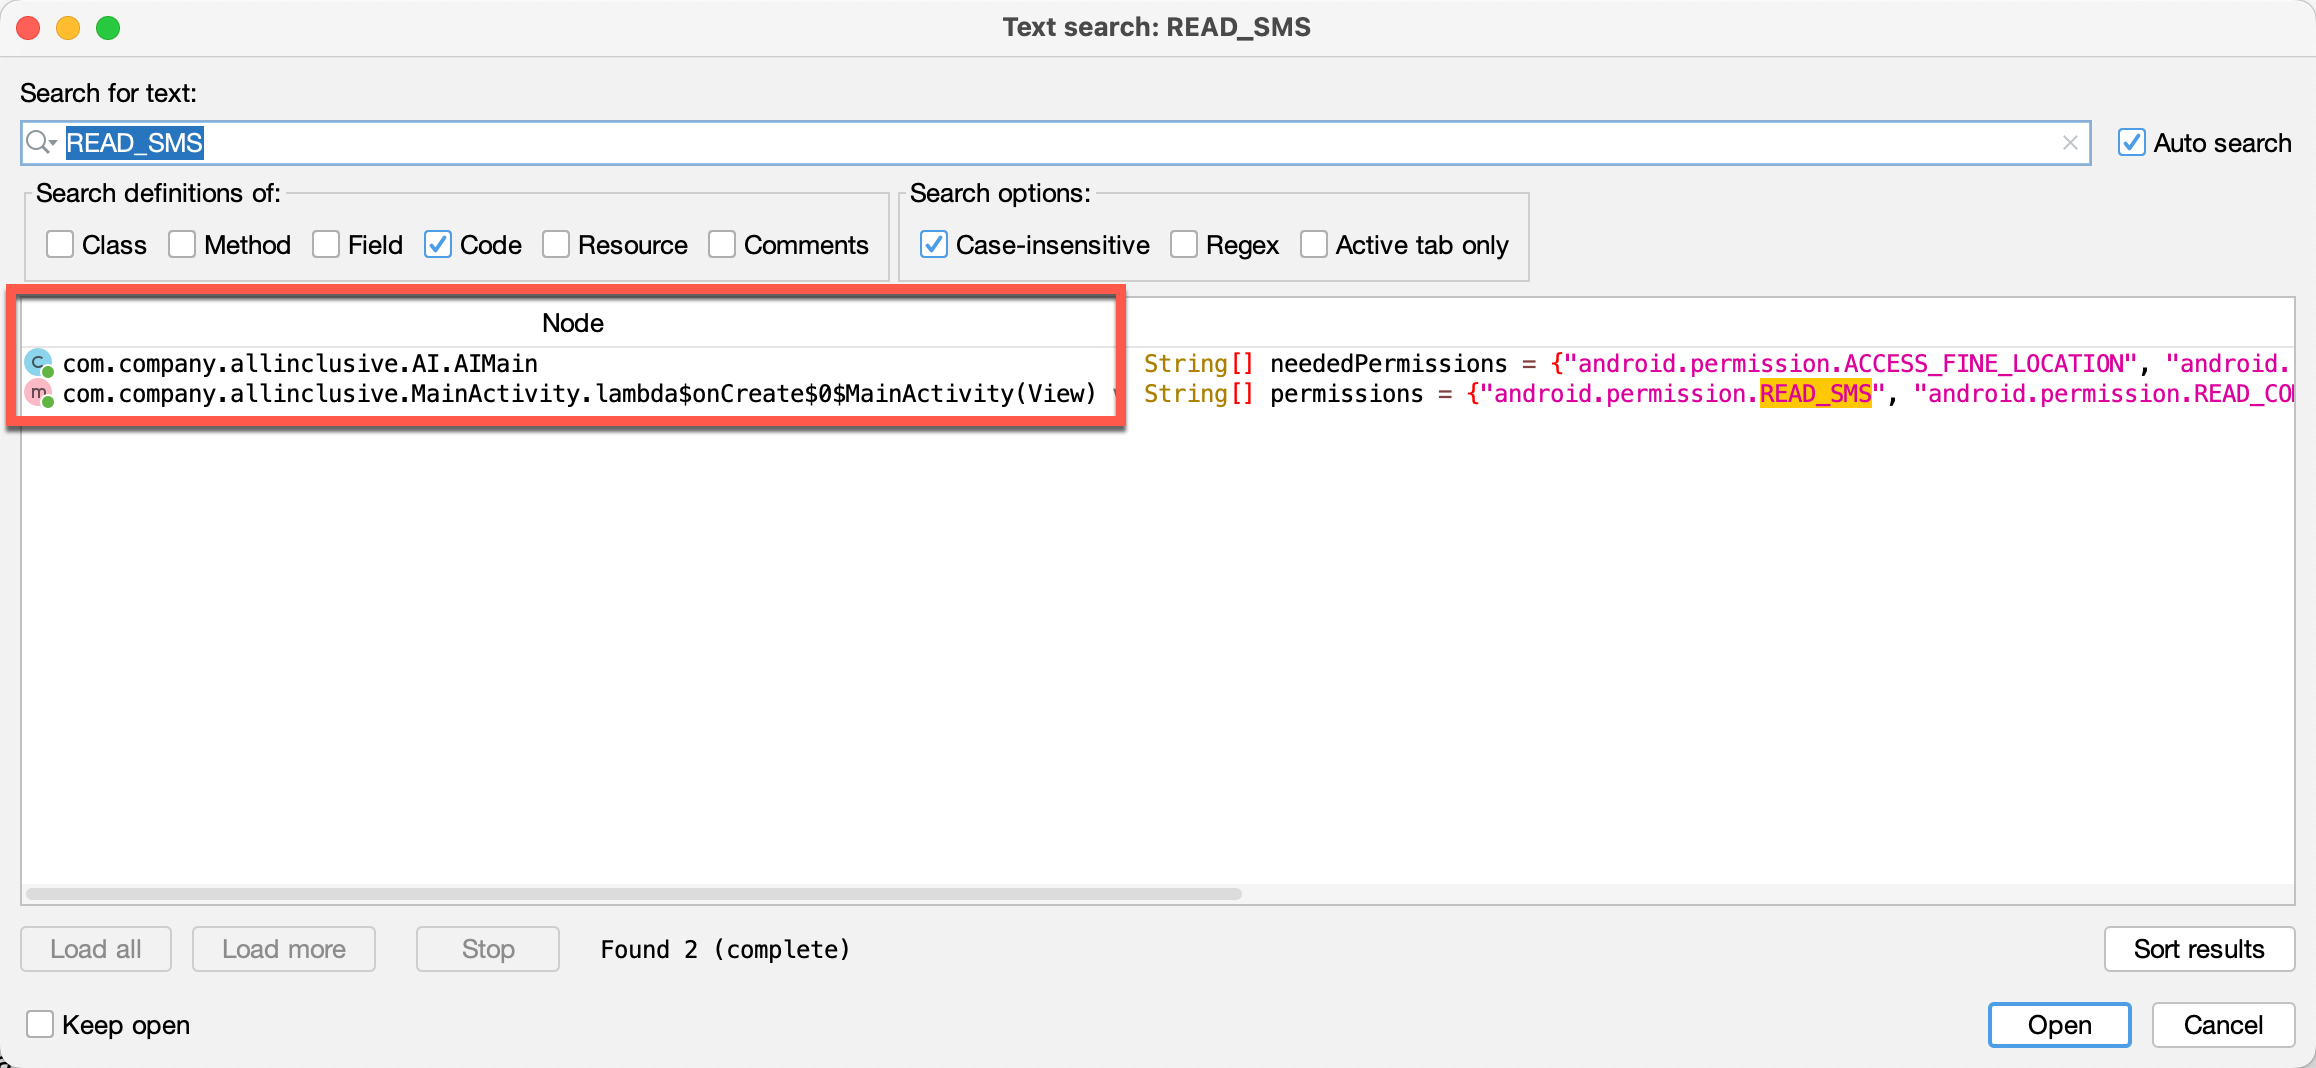 Text search: READ_SMS
Search for text:
READ_SMS
Auto search
Search definitions of:
Class Method Field Code Resource Comments
Search options:
Case-insensitive Regex Active tab only
Node
com.company.allinclusive.AI.AIMain String[] neededPermissions = {"android.permission.ACCESS_FINE_LOCATION", "android.
com.company.allinclusive.MainActivity.lambda$onCreate$0$MainActivity(View) String[] permissions = {"android.permission.READ_SMS", "android.permission.READ_CO
Load all Load more Stop Found 2 (complete) Sort results
Keep open Open Cancel